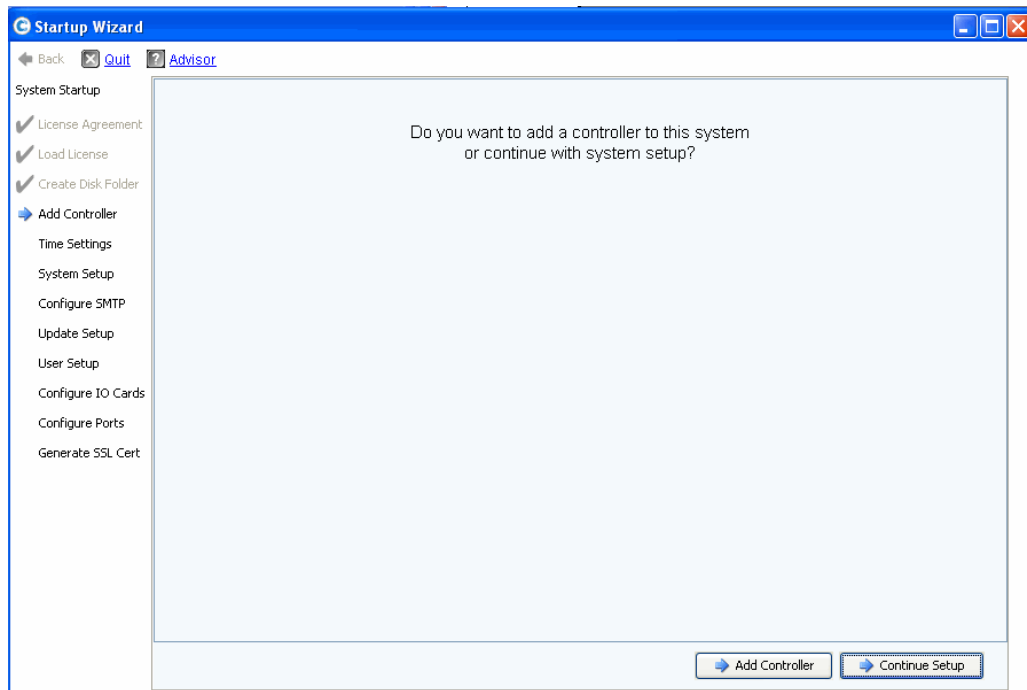 Startup Wizard
Back Quit Advisor
System Startup
License Agreement
Load License
Create Disk Folder
Add Controller
Time Settings
System Setup
Configure SMTP
Update Setup
User Setup
Configure IO Cards
Configure Ports
Generate SSL Cert
Do you want to add a controller to this system
or continue with system setup?
Add Controller Continue Setup